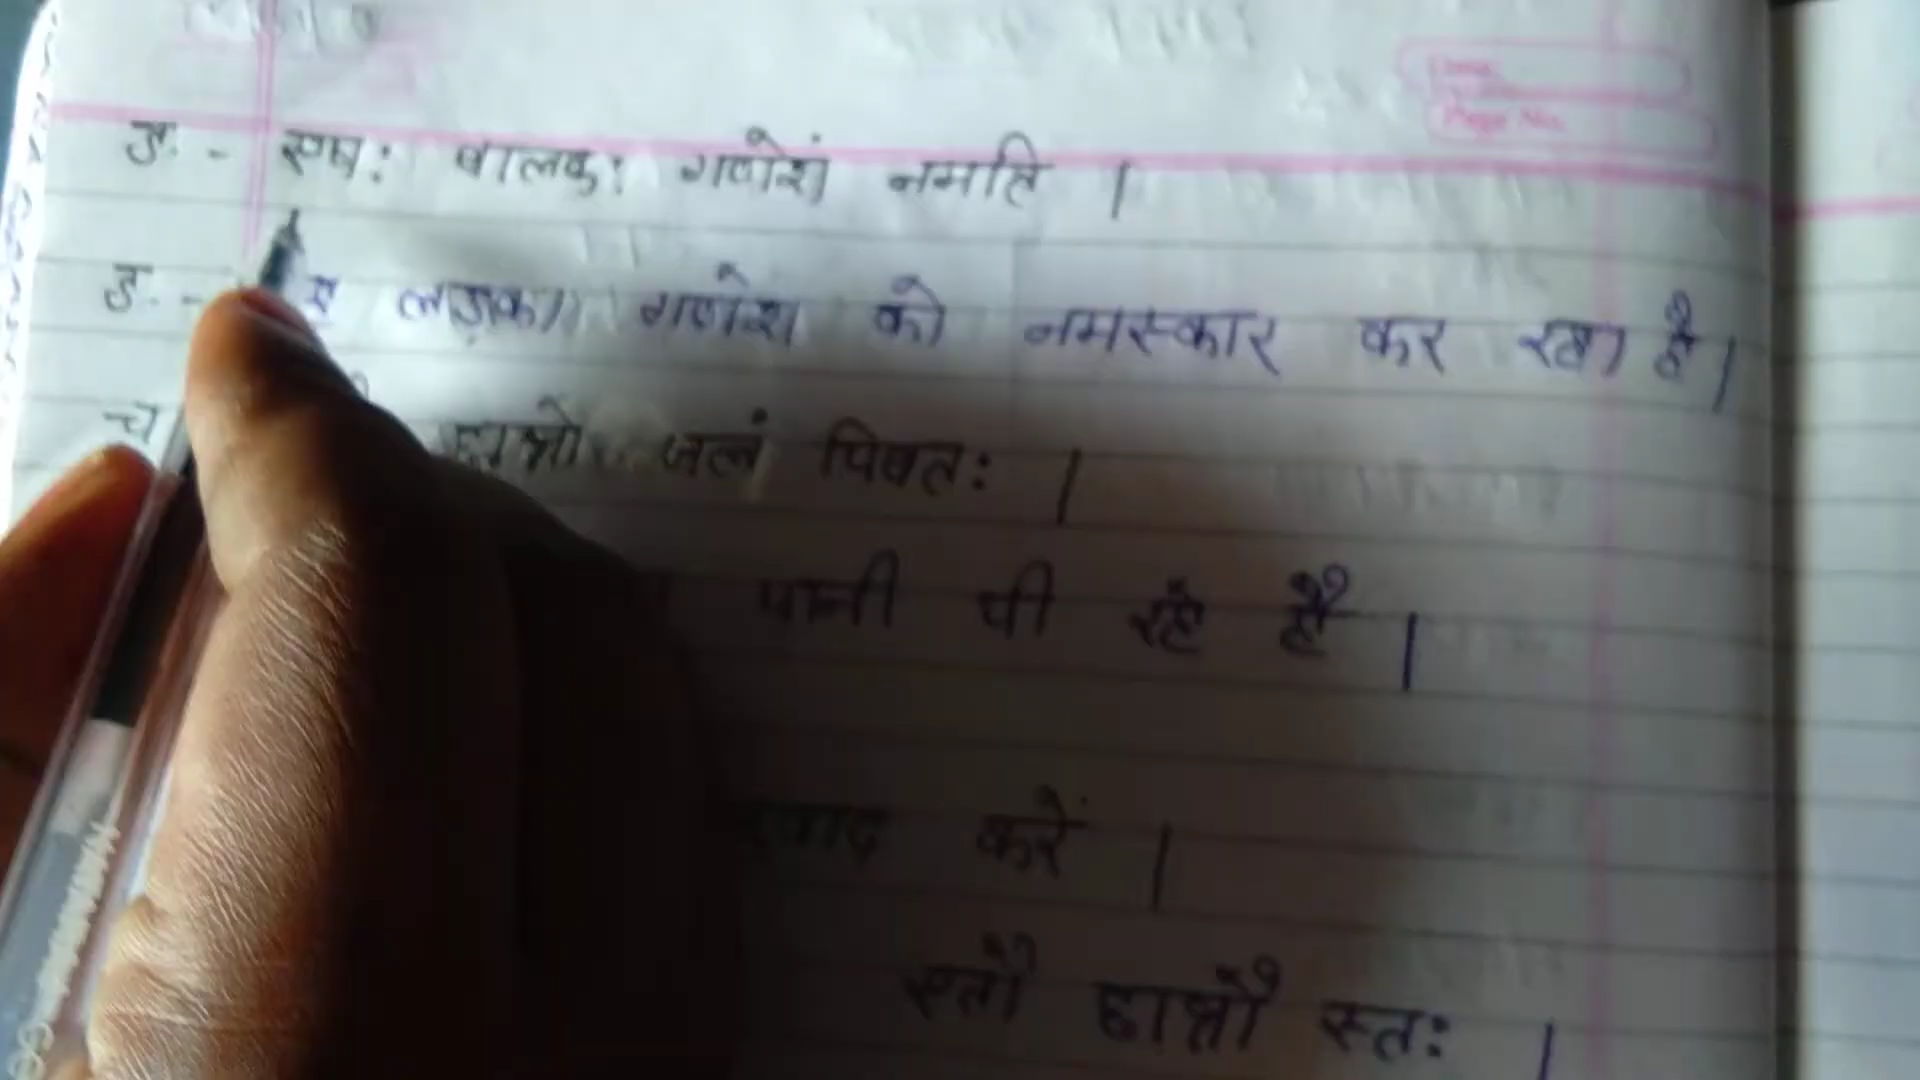 ङ. - एषः बालकः गणेशं नमति ।
ङ. - लड़का गणेश को नमस्कार कर रहा है ।
च छात्रो जलं पिबतः ।
पानी पी रहे हैं ।
करें ।
एतौ छात्रौ स्तः ।